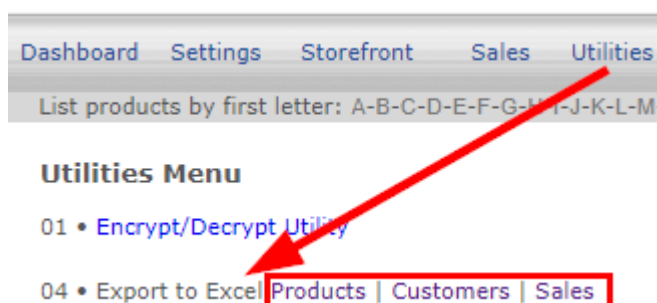 Dashboard Settings Storefront Sales Utilities
List products by first letter: A-B-C-D-E-F-G-H-I-J-K-L-M
Utilities Menu
01 • Encrypt/Decrypt Utility
04 • Export to Excel Products | Customers | Sales